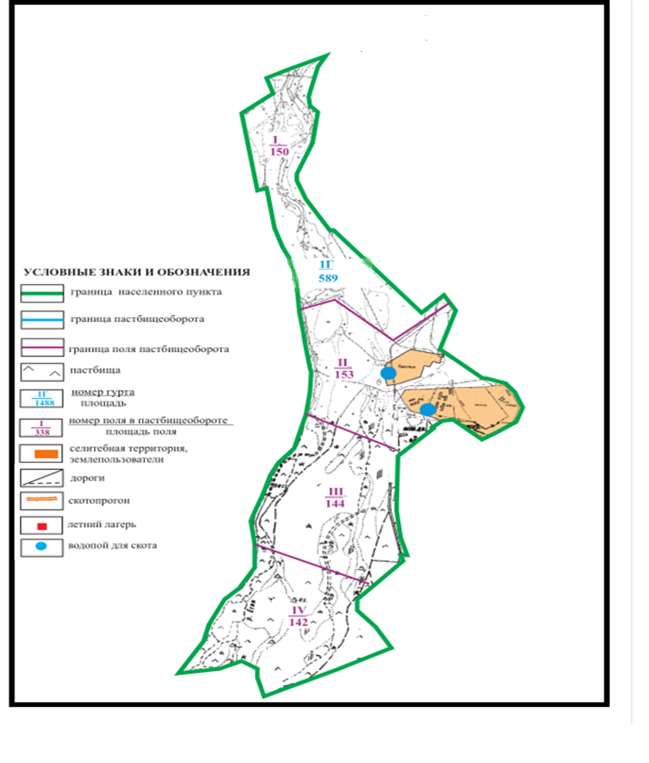 I
150
IГ
589
II
153
III
144
IV
142
УСЛОВНЫЕ ЗНАКИ И ОБОЗНАЧЕНИЯ
граница населенного пункта
граница пастбищеоборота
граница поля пастбищеоборота
пастбища
IГ
1488
номер гурта
площадь
I
338
номер поля в пастбищеобороте
площадь поля
селитебная территория,
землепользователи
дороги
скотопрогон
летний лагерь
водопой для скота